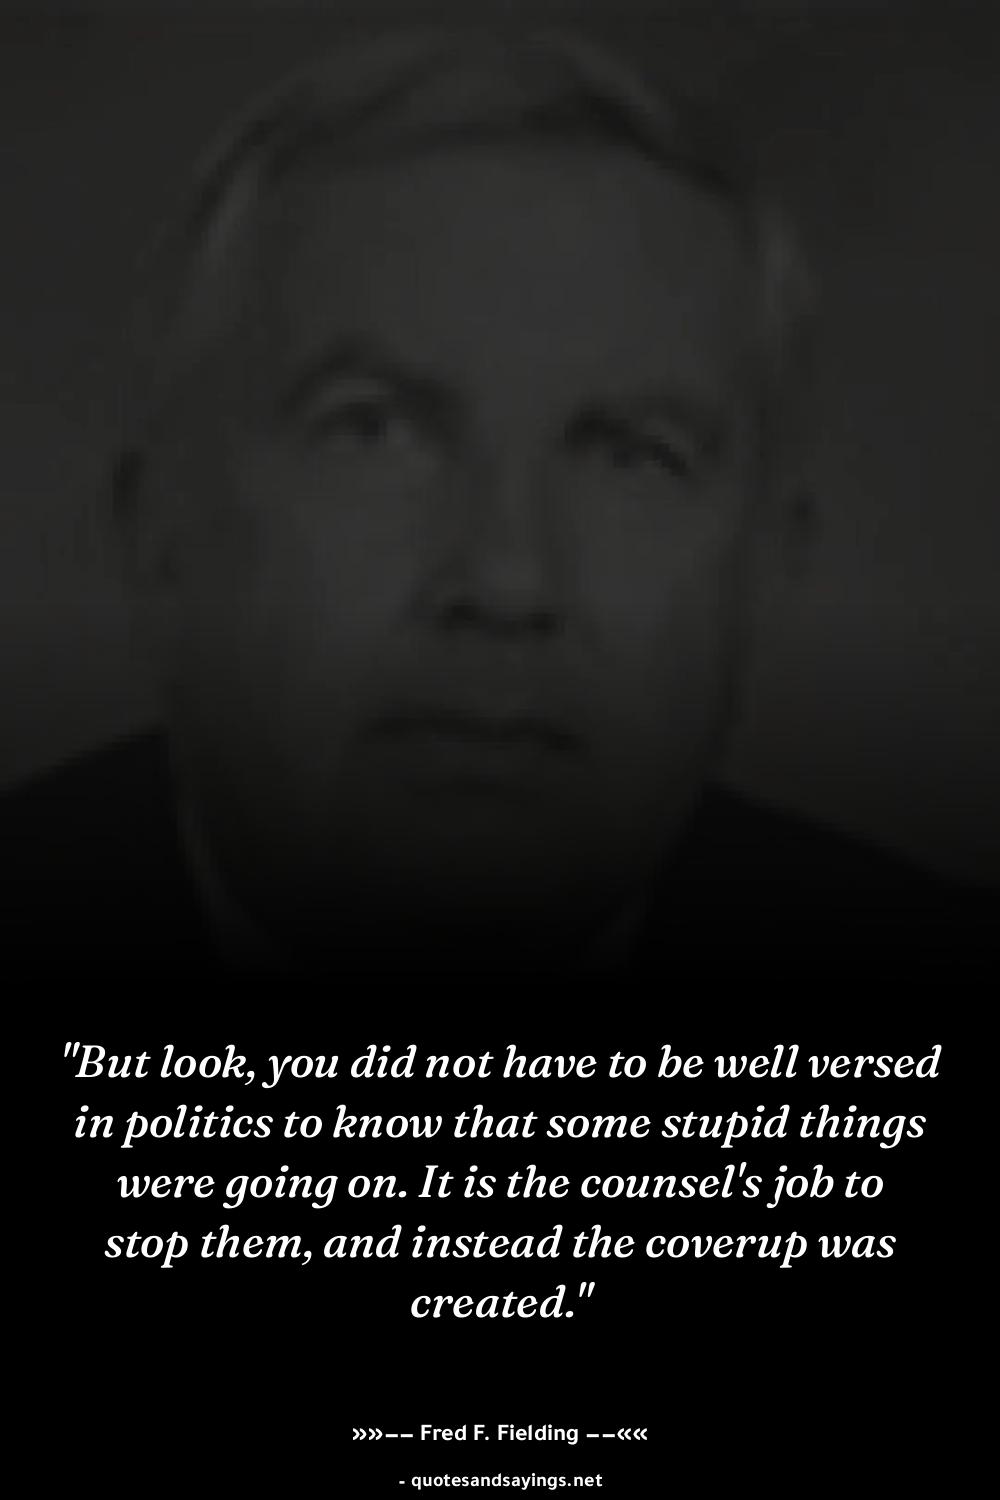 "But look, you did not have to be well versed
in politics to know that some stupid things
were going on. It is the counsel's job to
stop them, and instead the coverup was
created."
»»-- Fred F. Fielding --««
- quotesandsayings.net